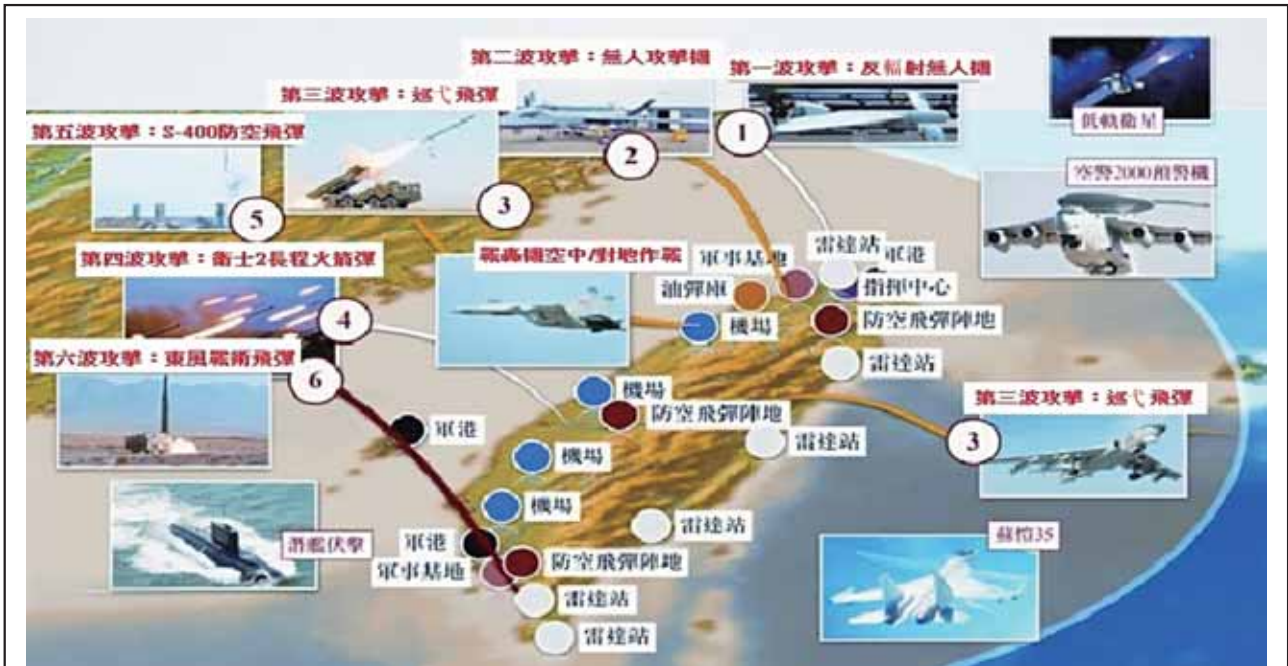 第二波攻擊：無人攻擊機
第一波攻擊：反輻射無人機
第三波攻擊：巡弋飛彈
第五波攻擊：S-400防空飛彈
低軌衛星
1
2
3
5
空警2000預警機
第四波攻擊：衛士2長程火箭彈
戰轟機空中/對地作戰
軍事基地
雷達站
軍港
油彈庫
指揮中心
機場
防空飛彈陣地
4
第六波攻擊：東風戰術飛彈
6
雷達站
機場
第三波攻擊：巡弋飛彈
防空飛彈陣地
軍港
雷達站
3
機場
機場
雷達站
潛艦伏擊
軍港
蘇愷35
軍事基地
防空飛彈陣地
雷達站
雷達站